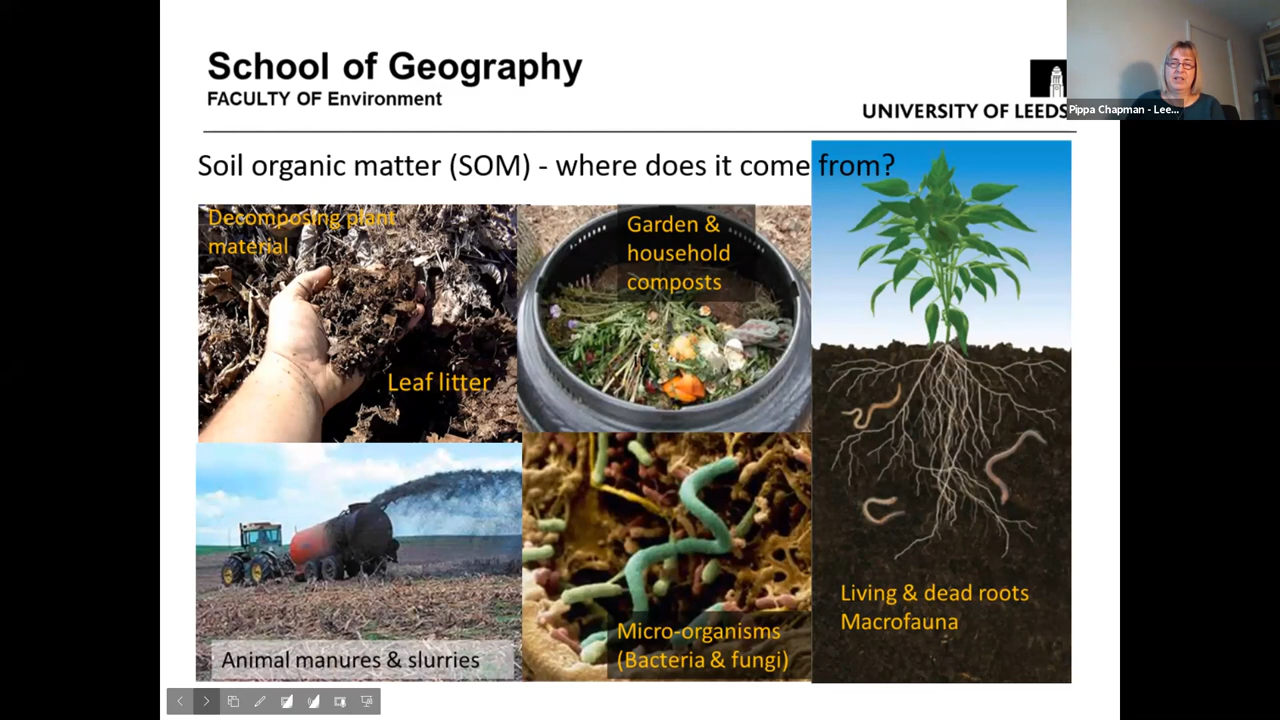 School of Geography
FACULTY OF Environment
UNIVERSITY OF LEEDS
Pippa Chapman - Lee...
Soil organic matter (SOM) - where does it come from?
Decomposing plant
material
Leaf litter
Garden &
household
composts
Animal manures & slurries
Micro-organisms
(Bacteria & fungi)
Living & dead roots
Macrofauna